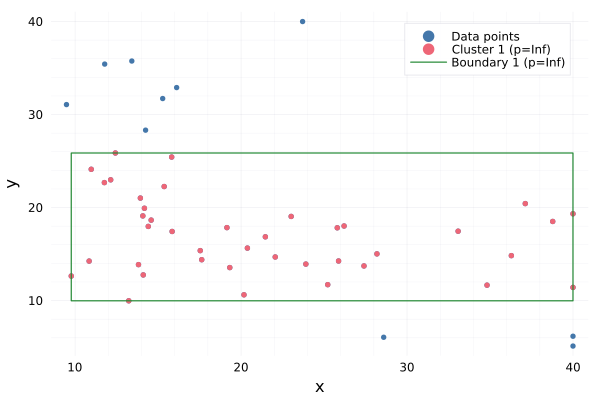 40
30
20
10
y
10 20 30 40
x
Data points
Cluster 1 (p=Inf)
Boundary 1 (p=Inf)